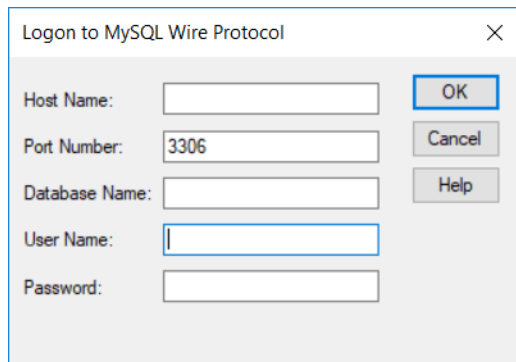 Logon to MySQL Wire Protocol
Host Name:
OK
Port Number: 3306
Cancel
Database Name:
Help
User Name:
Password: